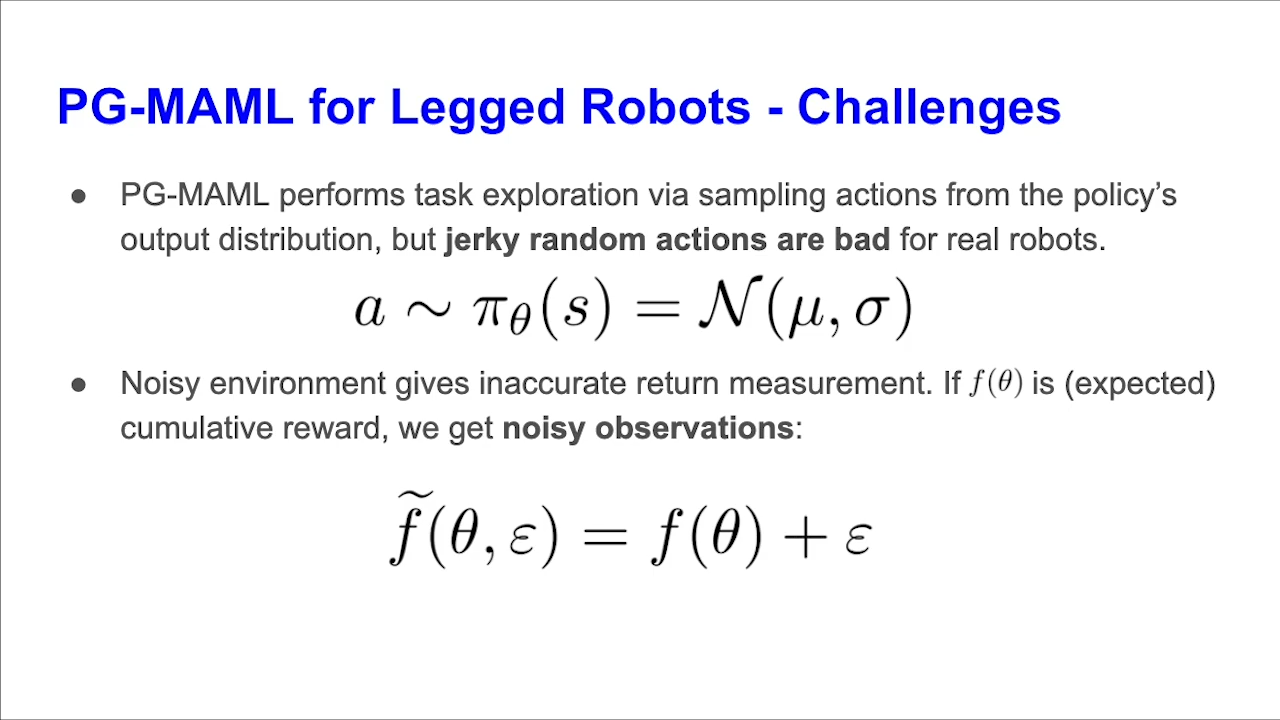 PG-MAML for Legged Robots - Challenges
● PG-MAML performs task exploration via sampling actions from the policy’s
output distribution, but jerky random actions are bad for real robots.
a ∼ π_θ(s) = 𝒩(μ, σ)
● Noisy environment gives inaccurate return measurement. If f(θ) is (expected)
cumulative reward, we get noisy observations:
f̃(θ, ε) = f(θ) + ε